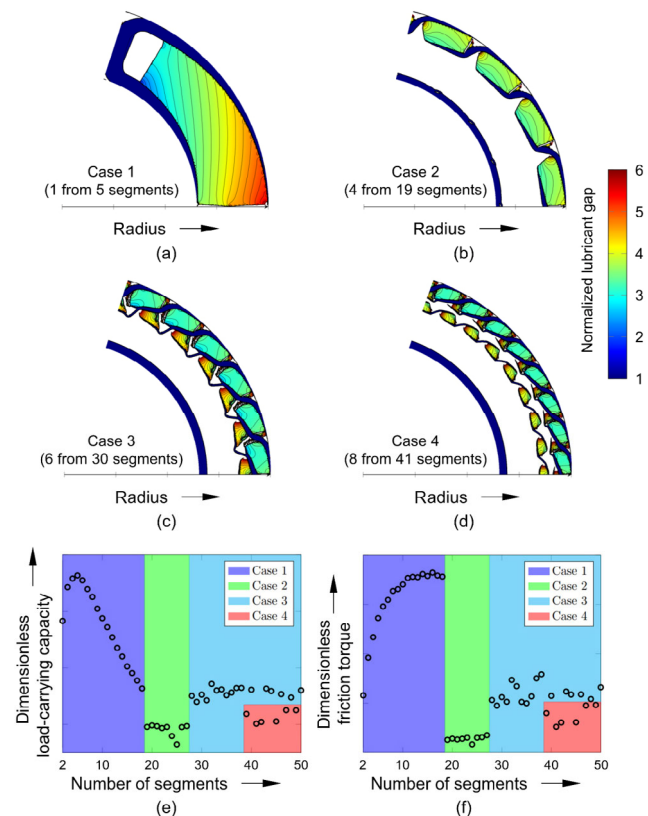 Case 1
(1 from 5 segments)
Radius
(a)
Case 2
(4 from 19 segments)
Radius
(b)
Case 3
(6 from 30 segments)
Radius
(c)
Case 4
(8 from 41 segments)
Radius
(d)
Normalized lubricant gap
6
5
4
3
2
1
Dimensionless
load-carrying capacity
Case 1
Case 2
Case 3
Case 4
2 10 20 30 40 50
Number of segments
(e)
Dimensionless
friction torque
Case 1
Case 2
Case 3
Case 4
2 10 20 30 40 50
Number of segments
(f)